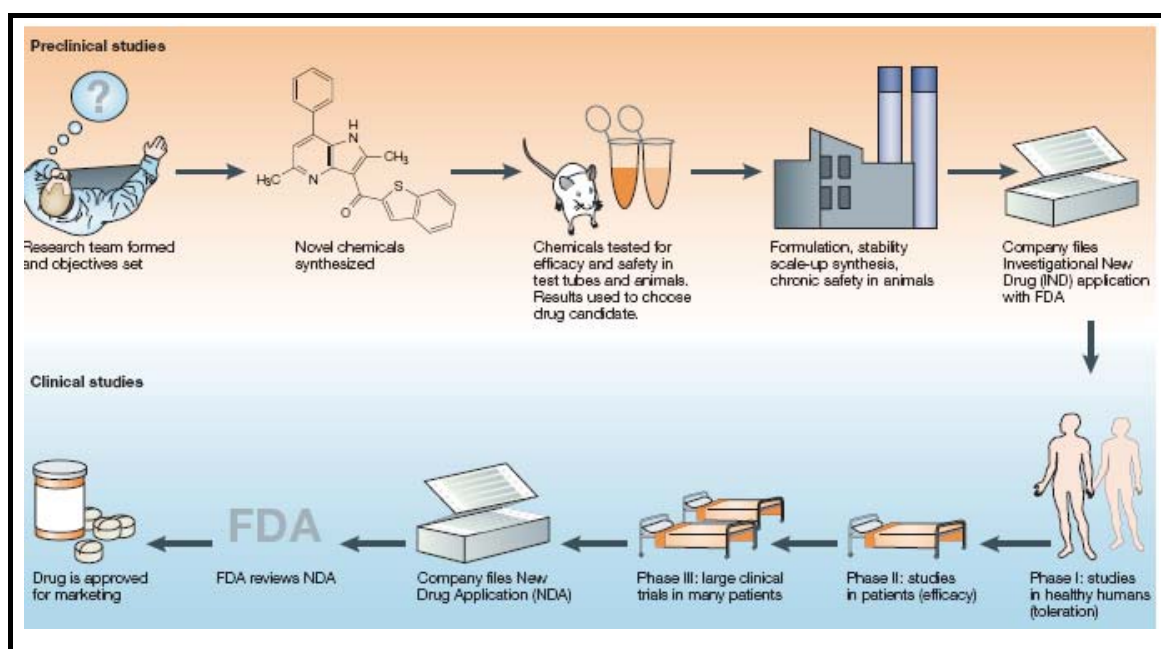 Preclinical studies
?
H
N
CH₃
H₃C
N
S
O
Research team formed
and objectives set
Novel chemicals
synthesized
Chemicals tested for
efficacy and safety in
test tubes and animals.
Results used to choose
drug candidate.
Formulation, stability
scale-up synthesis,
chronic safety in animals
Company files
Investigational New
Drug (IND) application
with FDA
Clinical studies
FDA
Drug is approved
for marketing
FDA reviews NDA
Company files New
Drug Application (NDA)
Phase III: large clinical
trials in many patients
Phase II: studies
in patients (efficacy)
Phase I: studies
in healthy humans
(toleration)